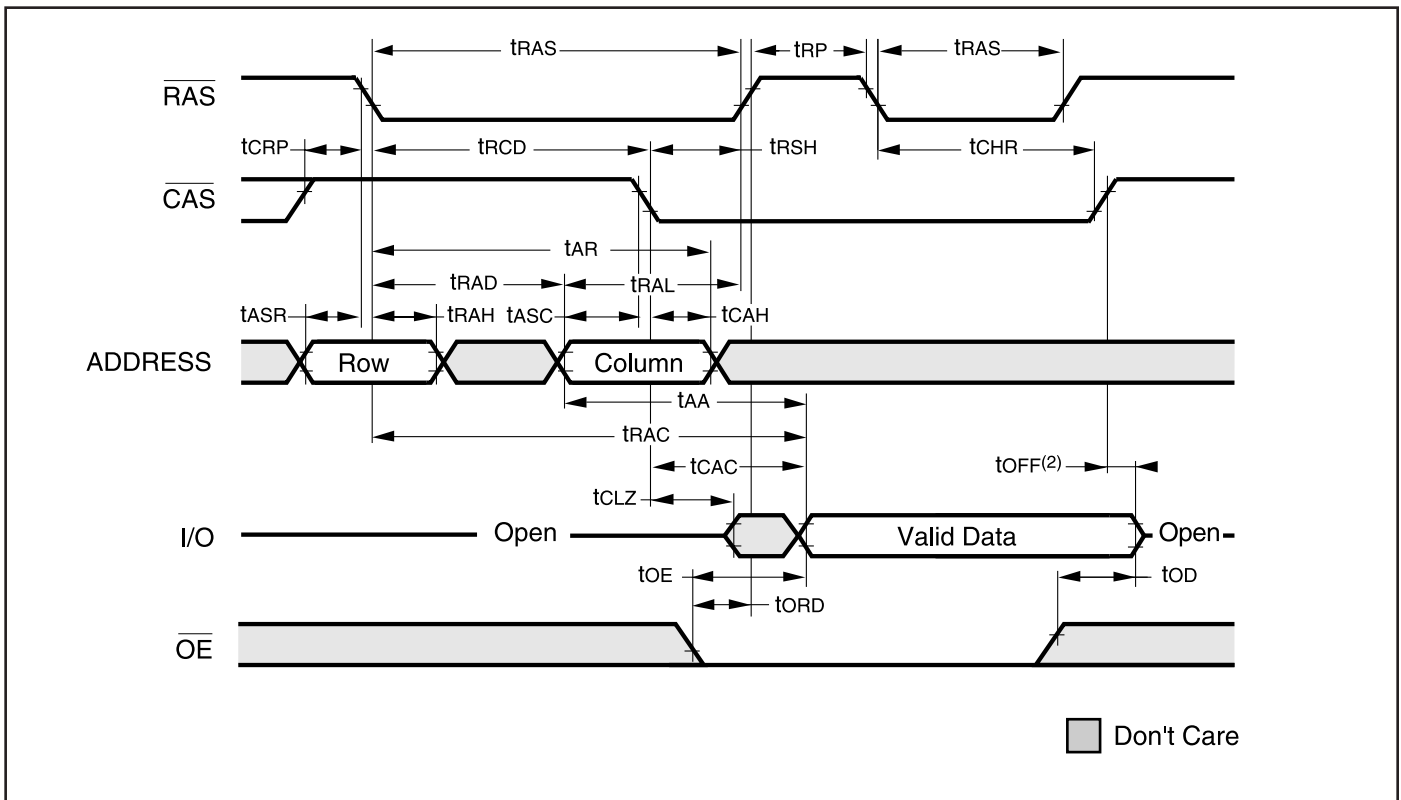 tRAS tRP tRAS
RAS
tCRP tRCD tRSH tCHR
CAS
tAR
tRAD tRAL
tASR tRAH tASC tCAH
ADDRESS Row Column
tAA
tRAC
tCAC tOFF(2)
tCLZ
I/O Open Valid Data Open
tOE tOD
tORD
OE
Don't Care